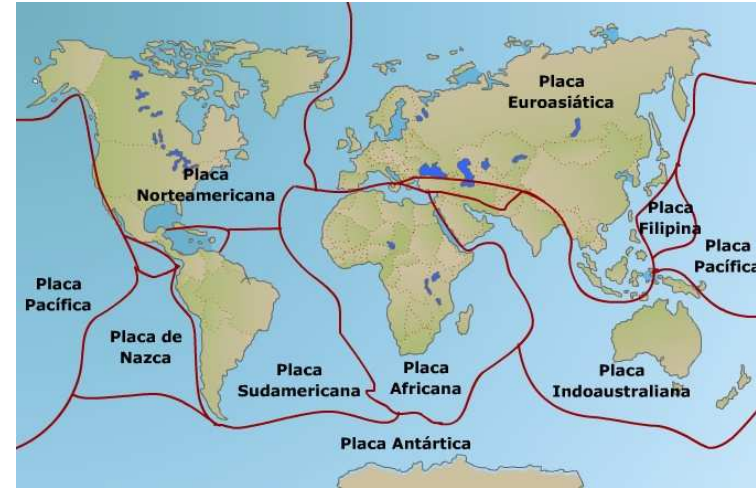 Placa
Euroasiática
Placa
Norteamericana
Placa
Filipina
Placa
Pacífica
Placa
Pacífica
Placa de
Nazca
Placa
Sudamericana
Placa
Africana
Placa
Indoaustraliana
Placa Antártica